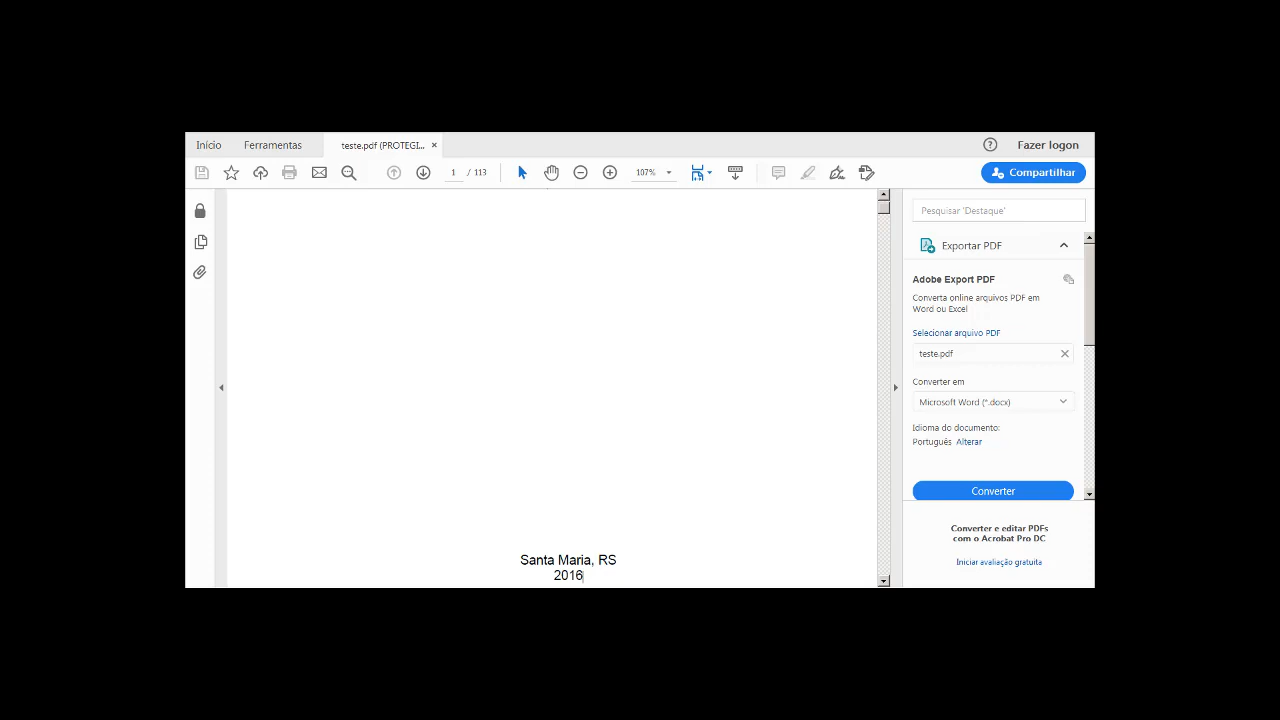 Início Ferramentas teste.pdf (PROTEGI... × Fazer logon
1 / 113 107% Compartilhar
Pesquisar 'Destaque'
Exportar PDF
Adobe Export PDF
Converta online arquivos PDF em
Word ou Excel
Selecionar arquivo PDF
teste.pdf
Converter em
Microsoft Word (*.docx)
Idioma do documento:
Português Alterar
Converter
Converter e editar PDFs
com o Acrobat Pro DC
Iniciar avaliação gratuita
Santa Maria, RS
2016